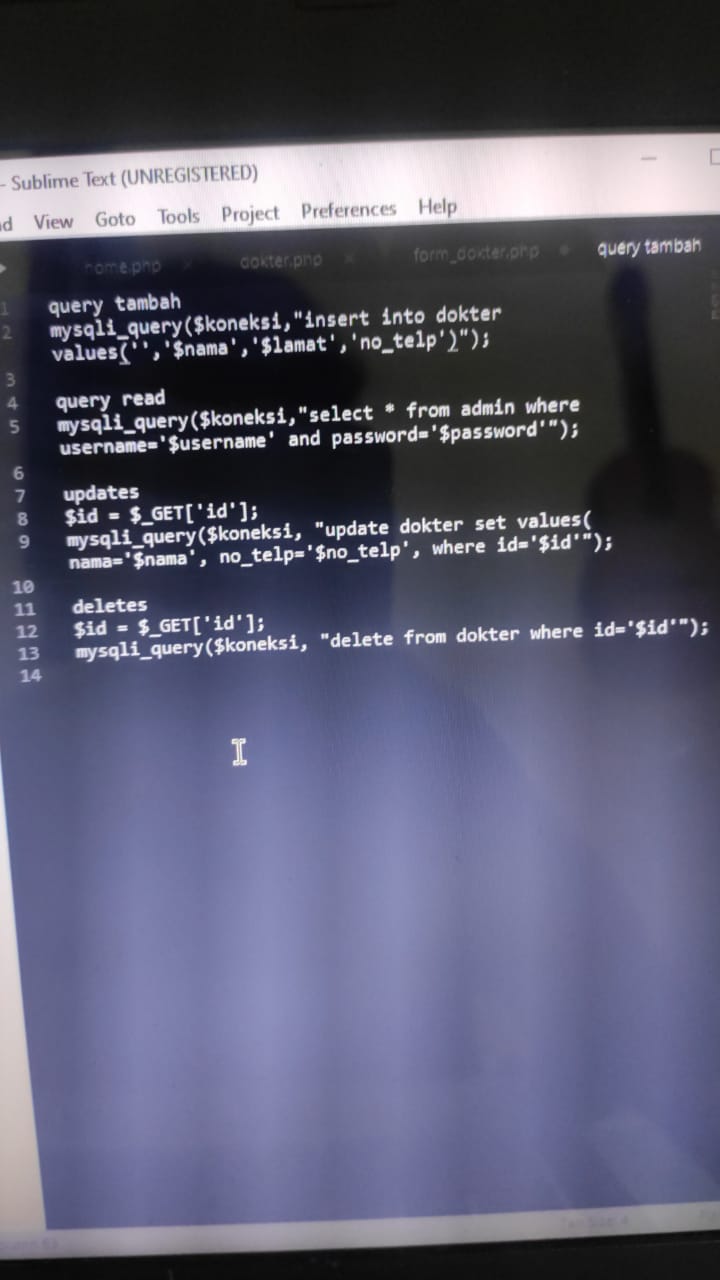 - Sublime Text (UNREGISTERED)
View Goto Tools Project Preferences Help
home.php dokter.php form_dokter.php query tambah
1 query tambah
2 mysqli_query($koneksi,"insert into dokter
values('','$nama','$lamat','no_telp')");
3
4 query read
5 mysqli_query($koneksi,"select * from admin where
username='$username' and password='$password'");
6
7 updates
8 $id = $_GET['id'];
9 mysqli_query($koneksi, "update dokter set values(
nama='$nama', no_telp='$no_telp', where id='$id'");
10
11 deletes
12 $id = $_GET['id'];
13 mysqli_query($koneksi, "delete from dokter where id='$id'");
14